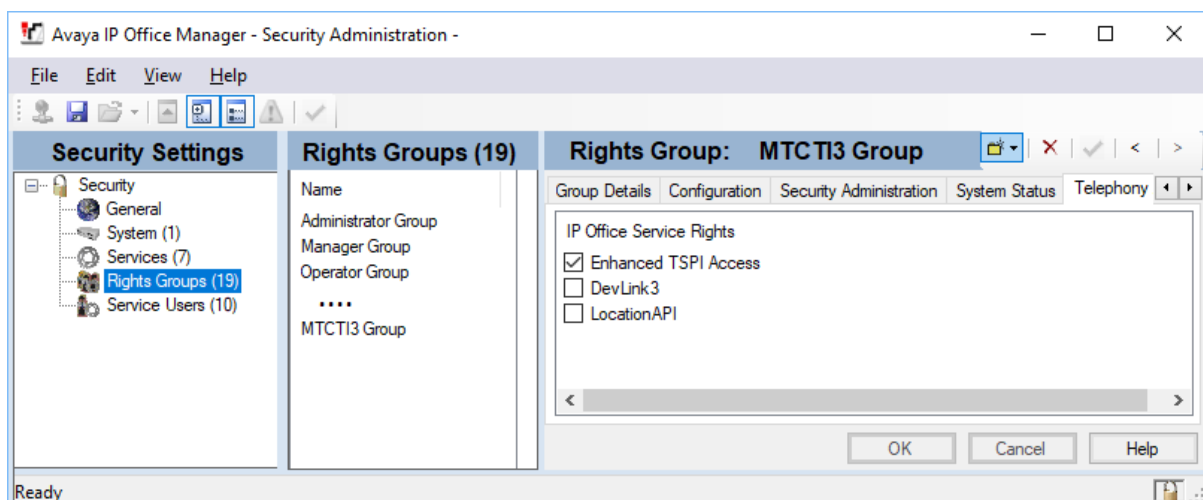 Avaya IP Office Manager - Security Administration -
File Edit View Help
Security Settings
Security
General
System (1)
Services (7)
Rights Groups (19)
Service Users (10)
Rights Groups (19)
Name
Administrator Group
Manager Group
Operator Group
....
MTCTI3 Group
Rights Group: MTCTI3 Group
Group Details Configuration Security Administration System Status Telephony
IP Office Service Rights
Enhanced TSPI Access
DevLink3
LocationAPI
OK Cancel Help
Ready